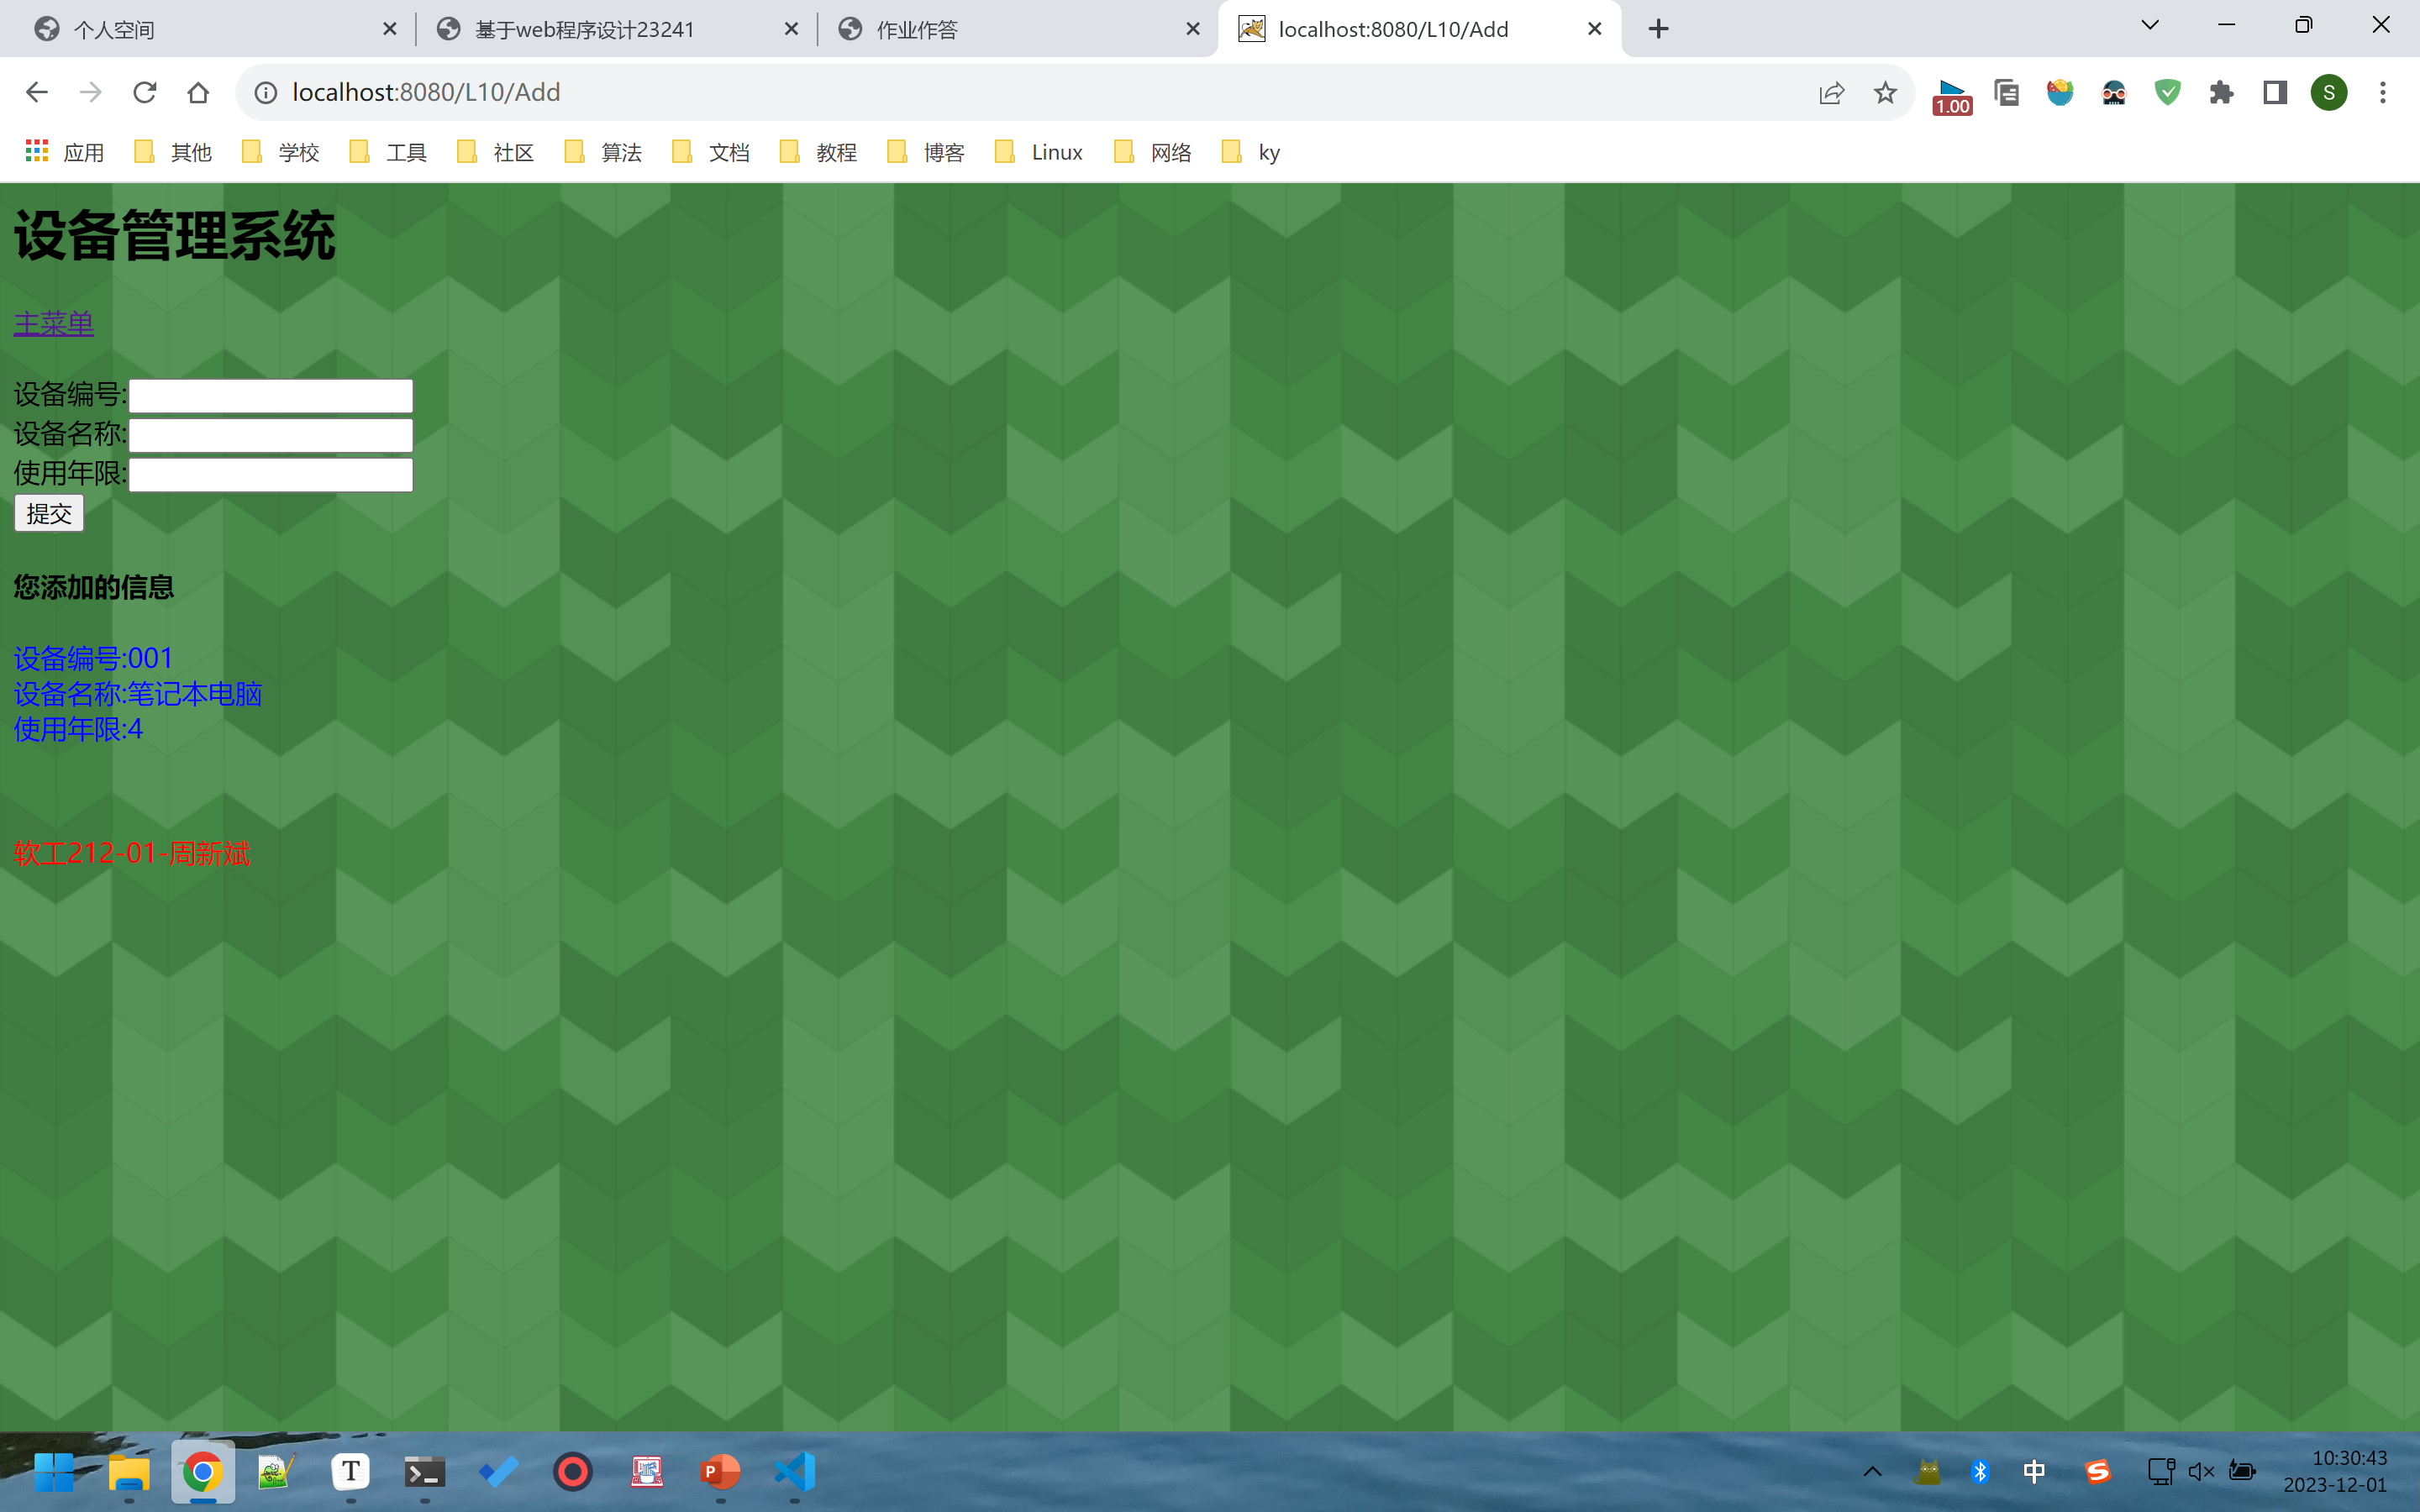 个人空间
基于web程序设计23241
作业作答
localhost:8080/L10/Add
localhost:8080/L10/Add
1.00
S
应用
其他
学校
工具
社区
算法
文档
教程
博客
Linux
网络
ky
设备管理系统
主菜单
设备编号:
设备名称:
使用年限:
提交
您添加的信息
设备编号:001
设备名称:笔记本电脑
使用年限:4
软工212-01-周新斌
T
P
中
S
10:30:43
2023-12-01